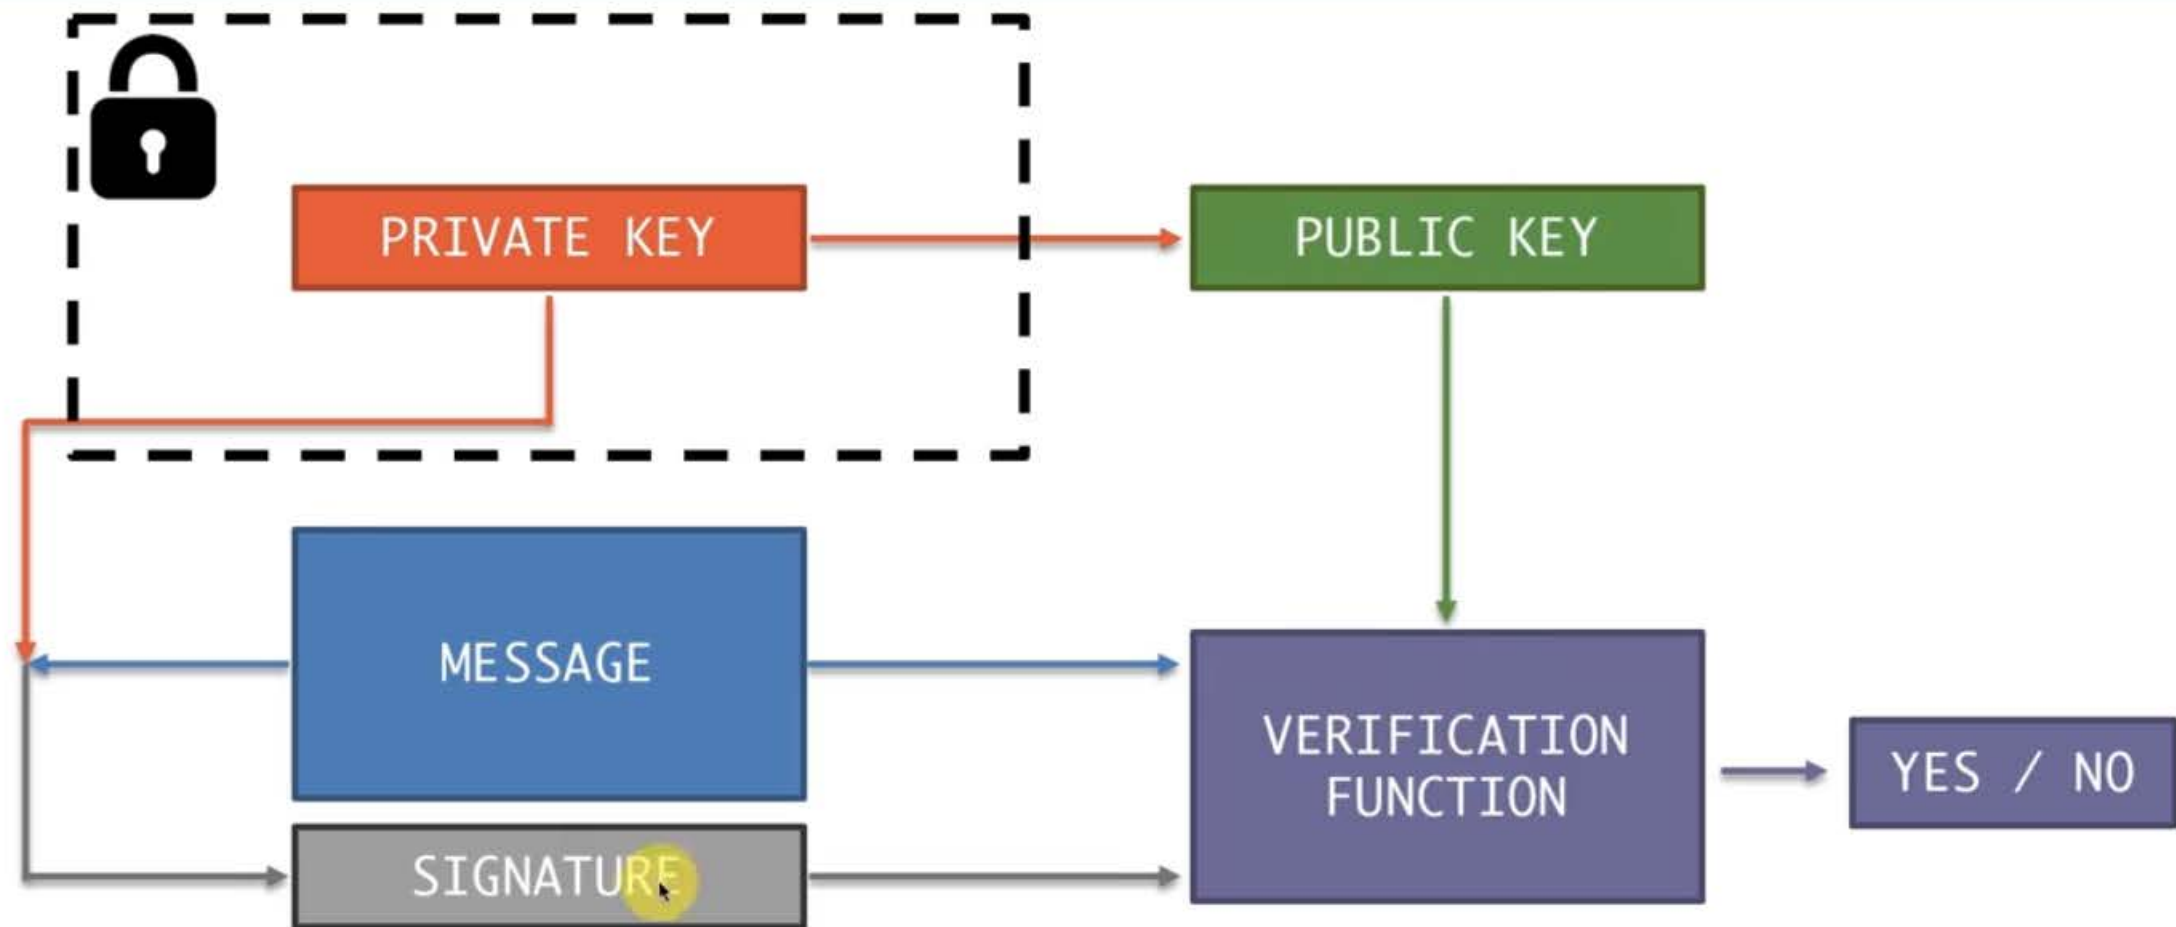 PRIVATE KEY
PUBLIC KEY
MESSAGE
VERIFICATION
FUNCTION
YES / NO
SIGNATURE